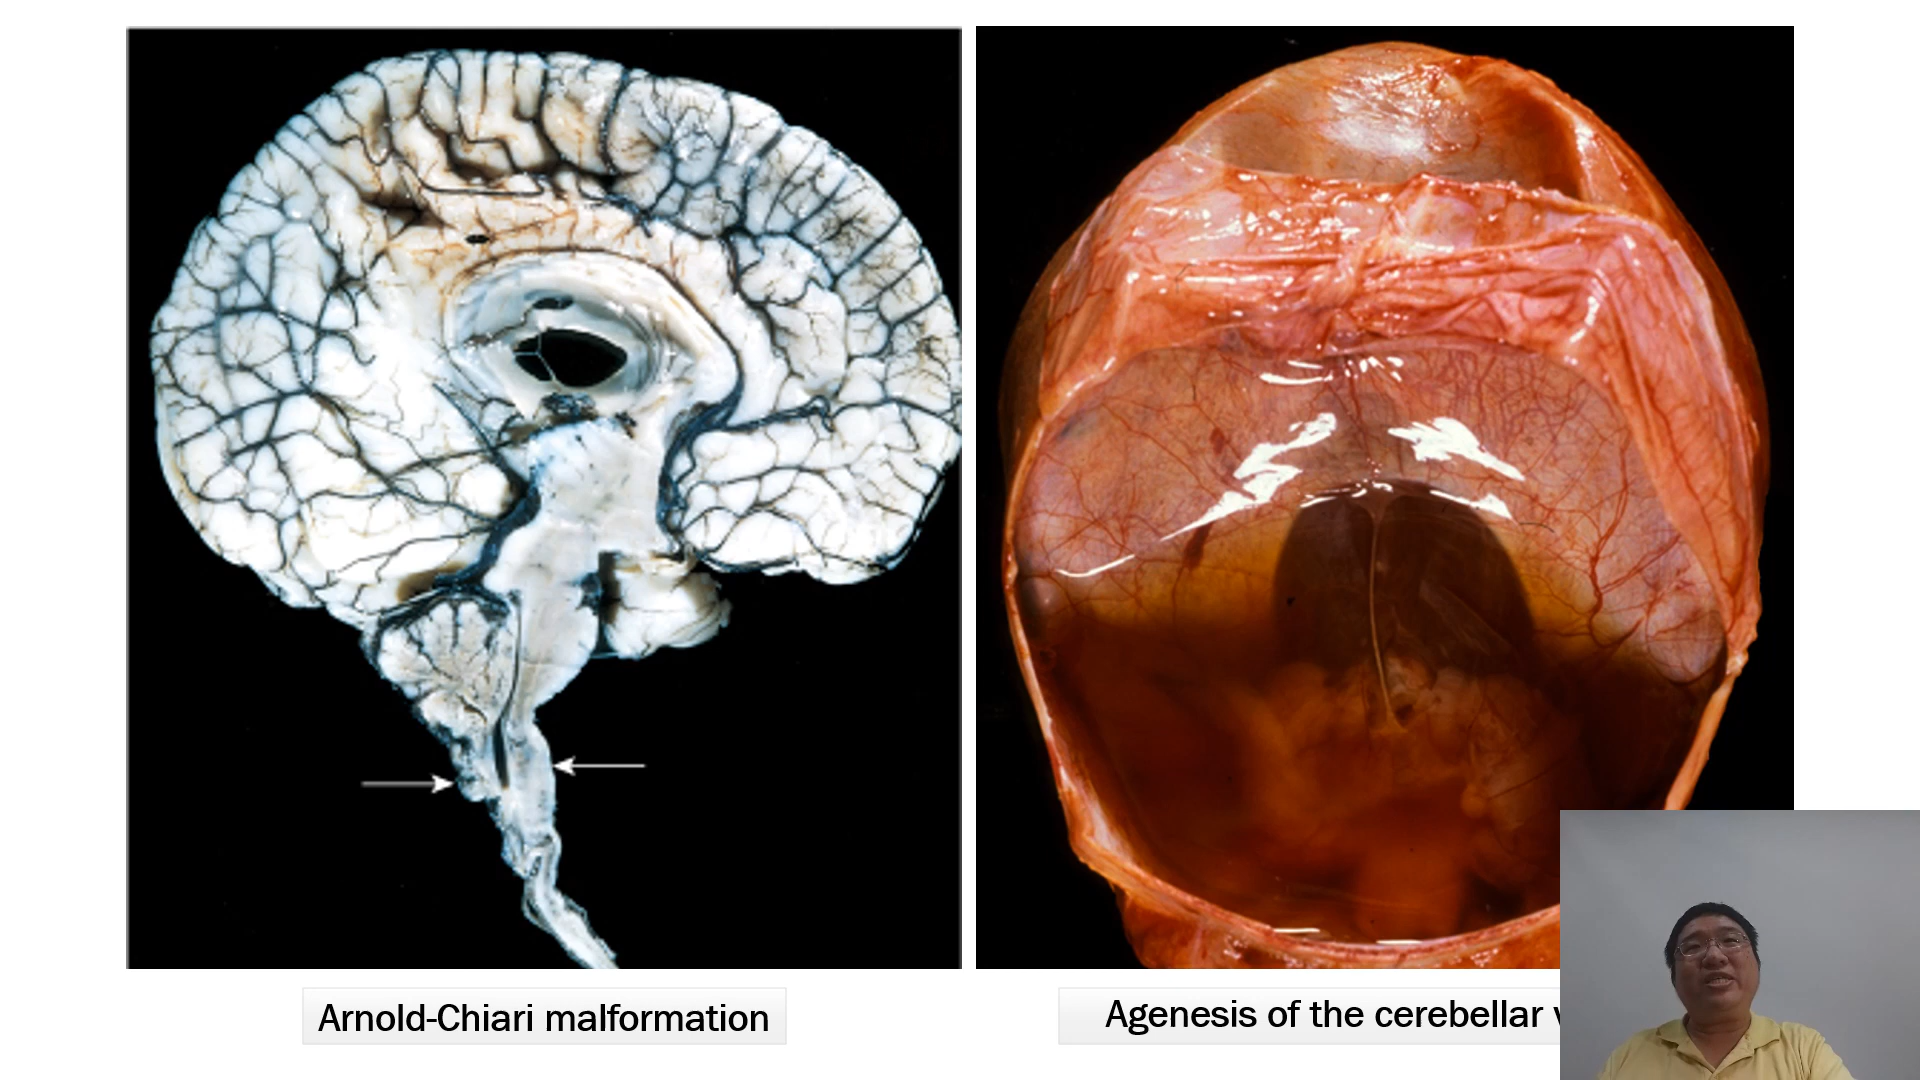 Arnold-Chiari malformation
Agenesis of the cerebellar